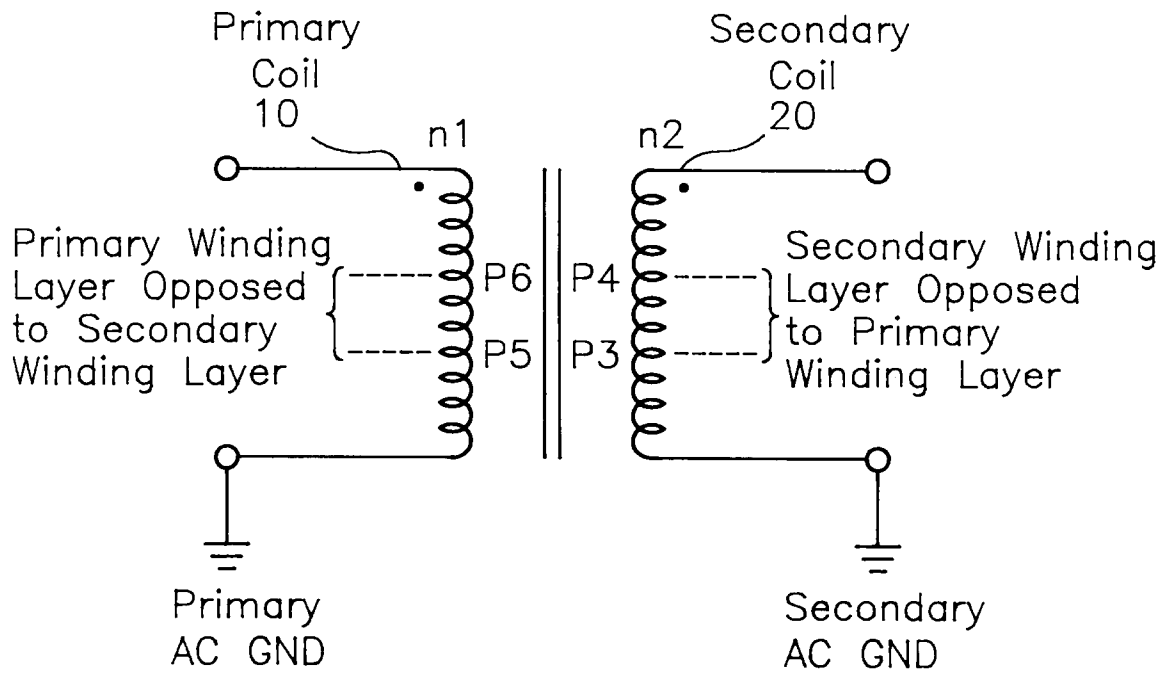 Primary
Coil
10
n1
Secondary
Coil
20
n2
Primary Winding
Layer Opposed
to Secondary
Winding Layer
P6
P5
P4
P3
Secondary Winding
Layer Opposed
to Primary
Winding Layer
Primary
AC GND
Secondary
AC GND